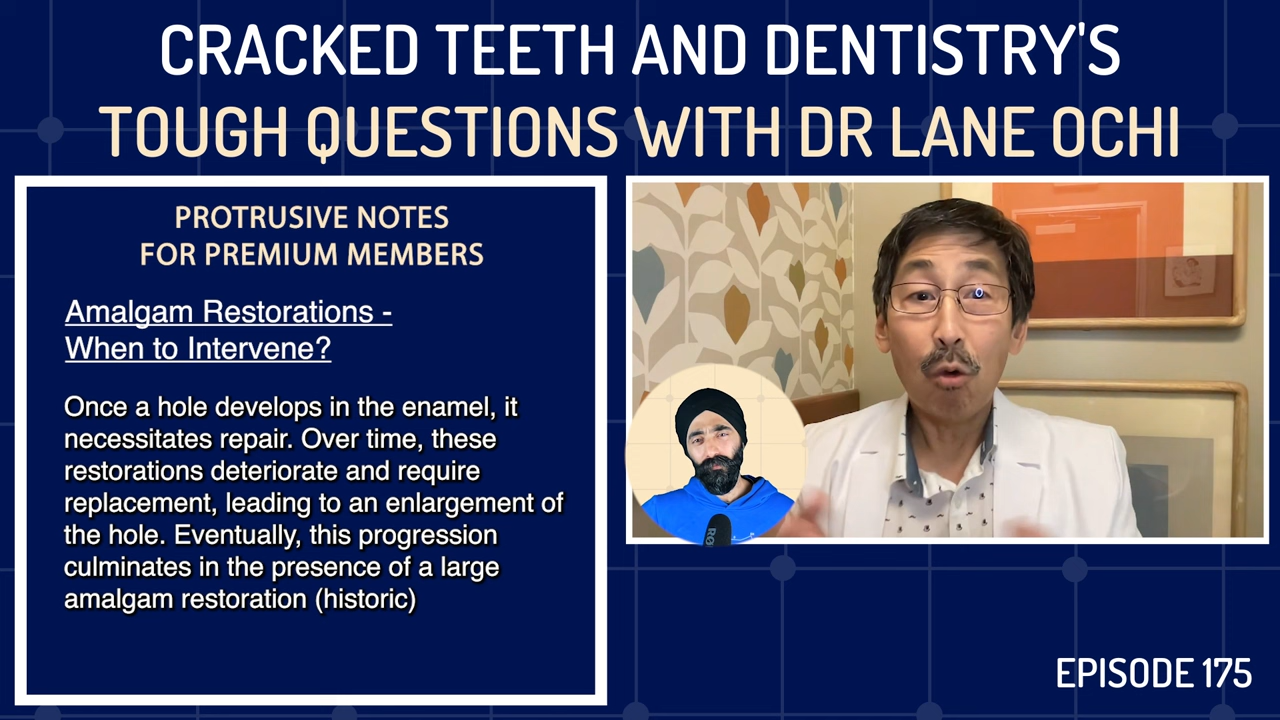 CRACKED TEETH AND DENTISTRY'S
TOUGH QUESTIONS WITH DR LANE OCHI
PROTRUSIVE NOTES
FOR PREMIUM MEMBERS
Amalgam Restorations -
When to Intervene?
Once a hole develops in the enamel, it
necessitates repair. Over time, these
restorations deteriorate and require
replacement, leading to an enlargement of
the hole. Eventually, this progression
culminates in the presence of a large
amalgam restoration (historic)
EPISODE 175